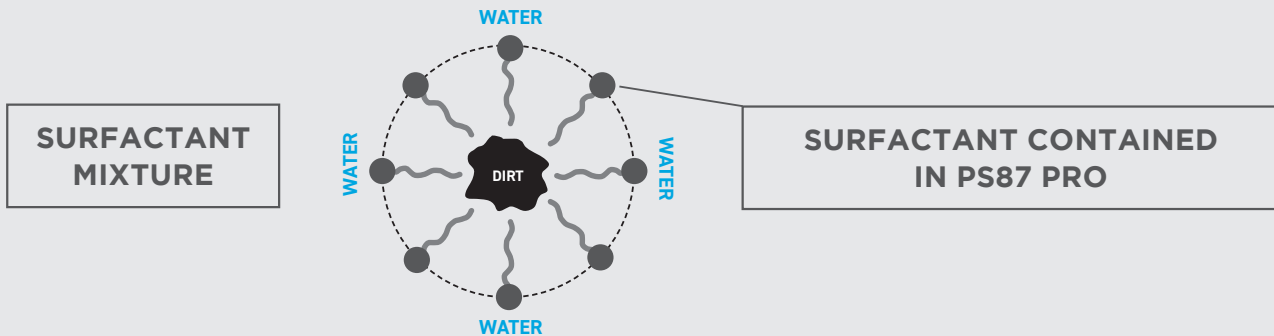 WATER
SURFACTANT
MIXTURE
WATER
DIRT
WATER
SURFACTANT CONTAINED
IN PS87 PRO
WATER